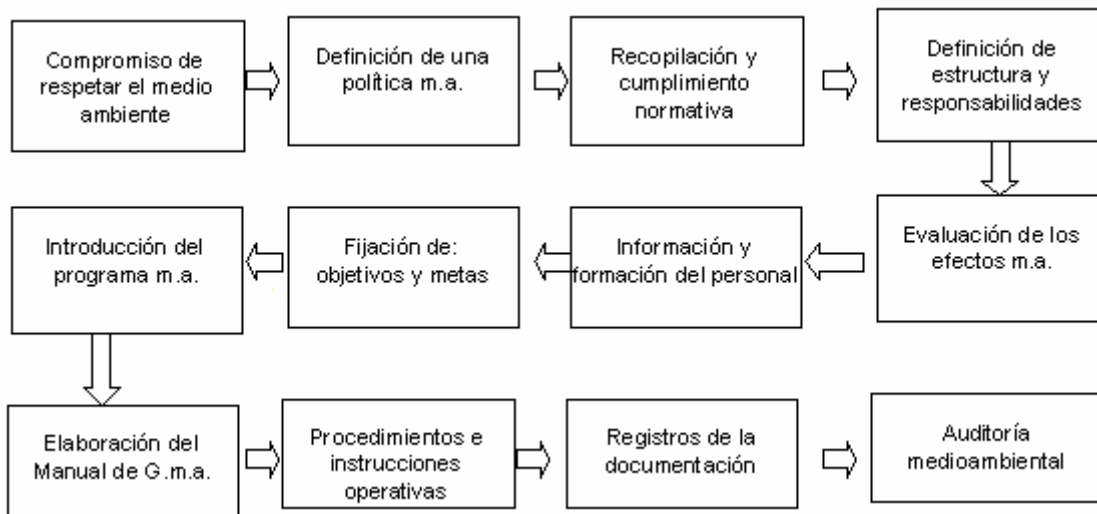 Compromiso de
respetar el medio
ambiente
Definición de una
política m.a.
Recopilación y
cumplimiento
normativa
Definición de
estructura y
responsabilidades
Evaluación de los
efectos m.a.
Información y
formación del personal
Fijación de:
objetivos y metas
Introducción del
programa m.a.
Elaboración del
Manual de G.m.a.
Procedimientos e
instrucciones
operativas
Registros de la
documentación
Auditoría
medioambiental